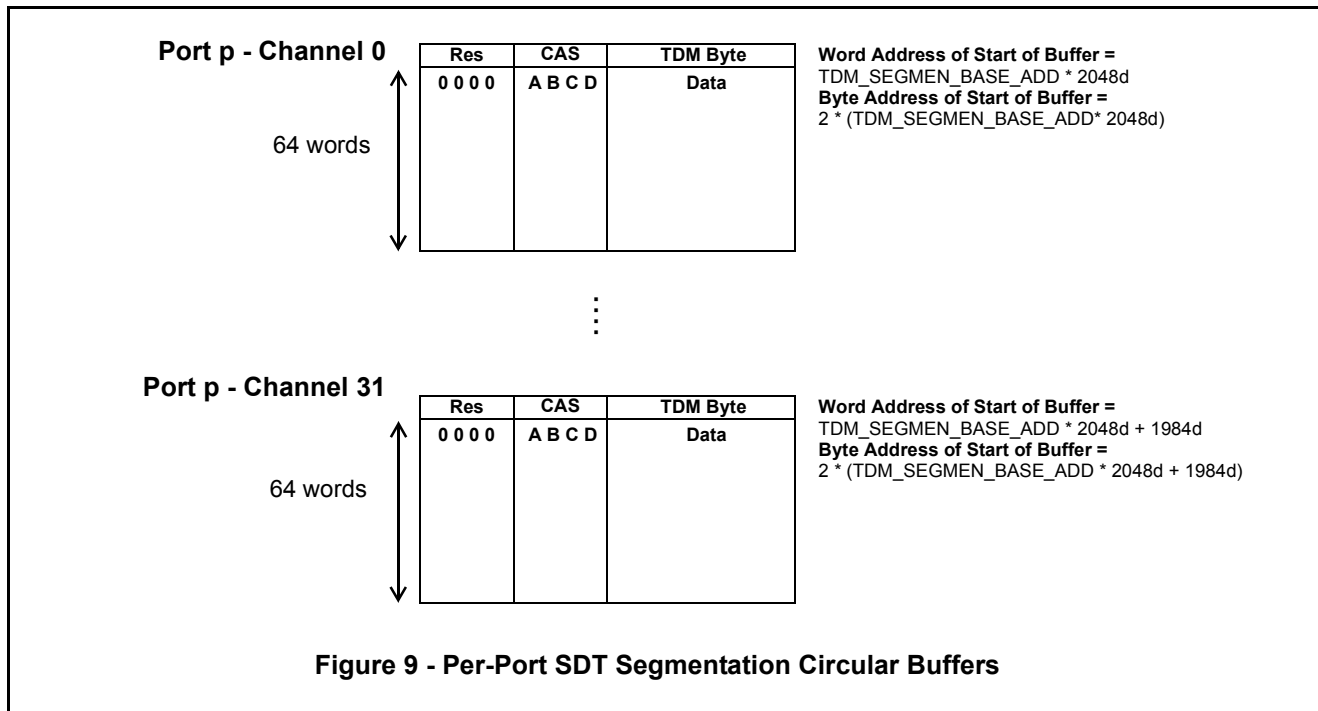 Port p - Channel 0
Res CAS TDM Byte
0 0 0 0 A B C D Data
64 words
Word Address of Start of Buffer =
TDM_SEGMEN_BASE_ADD * 2048d
Byte Address of Start of Buffer =
2 * (TDM_SEGMEN_BASE_ADD* 2048d)
Port p - Channel 31
Res CAS TDM Byte
0 0 0 0 A B C D Data
64 words
Word Address of Start of Buffer =
TDM_SEGMEN_BASE_ADD * 2048d + 1984d
Byte Address of Start of Buffer =
2 * (TDM_SEGMEN_BASE_ADD * 2048d + 1984d)
Figure 9 - Per-Port SDT Segmentation Circular Buffers